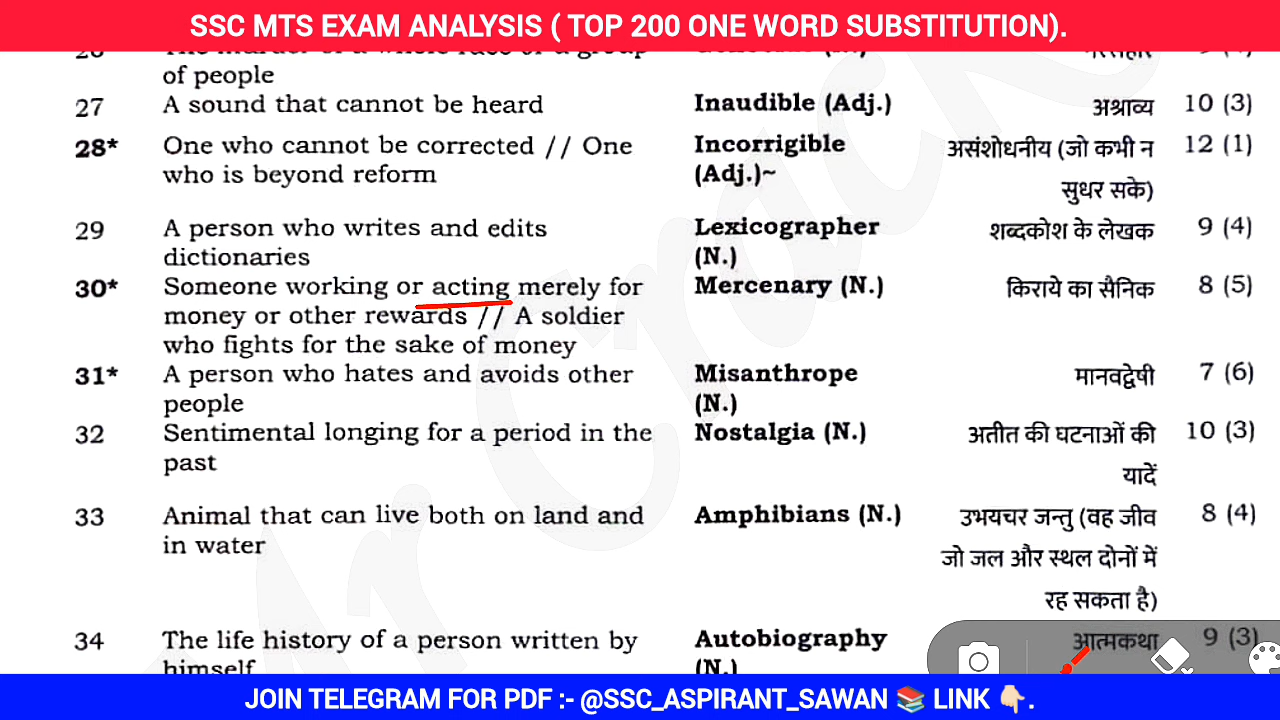 SSC MTS EXAM ANALYSIS ( TOP 200 ONE WORD SUBSTITUTION).
of people
27 A sound that cannot be heard Inaudible (Adj.) अश्राव्य 10 (3)
28* One who cannot be corrected // One Incorrigible असंशोधनीय (जो कभी न 12 (1)
who is beyond reform (Adj.)~ सुधर सके)
29 A person who writes and edits Lexicographer शब्दकोश के लेखक 9 (4)
dictionaries (N.)
30* Someone working or acting merely for Mercenary (N.) किराये का सैनिक 8 (5)
money or other rewards // A soldier
who fights for the sake of money
31* A person who hates and avoids other Misanthrope मानवद्वेषी 7 (6)
people (N.)
32 Sentimental longing for a period in the Nostalgia (N.) अतीत की घटनाओं की 10 (3)
past यादें
33 Animal that can live both on land and Amphibians (N.) उभयचर जन्तु (वह जीव 8 (4)
in water जो जल और स्थल दोनों में
रह सकता है)
34 The life history of a person written by Autobiography आत्मकथा 9 (3)
himself (N.)
JOIN TELEGRAM FOR PDF :- @SSC_ASPIRANT_SAWAN 📚 LINK 👇🏻.